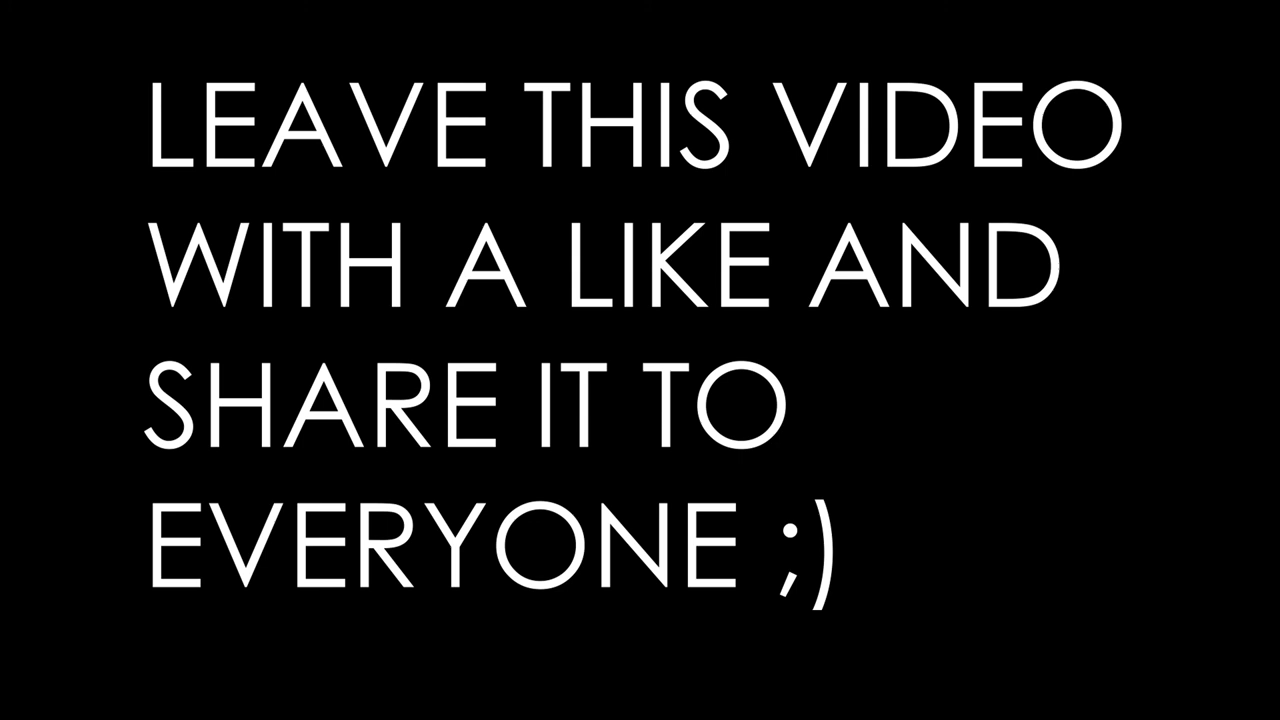 LEAVE THIS VIDEO
WITH A LIKE AND
SHARE IT TO
EVERYONE ;)